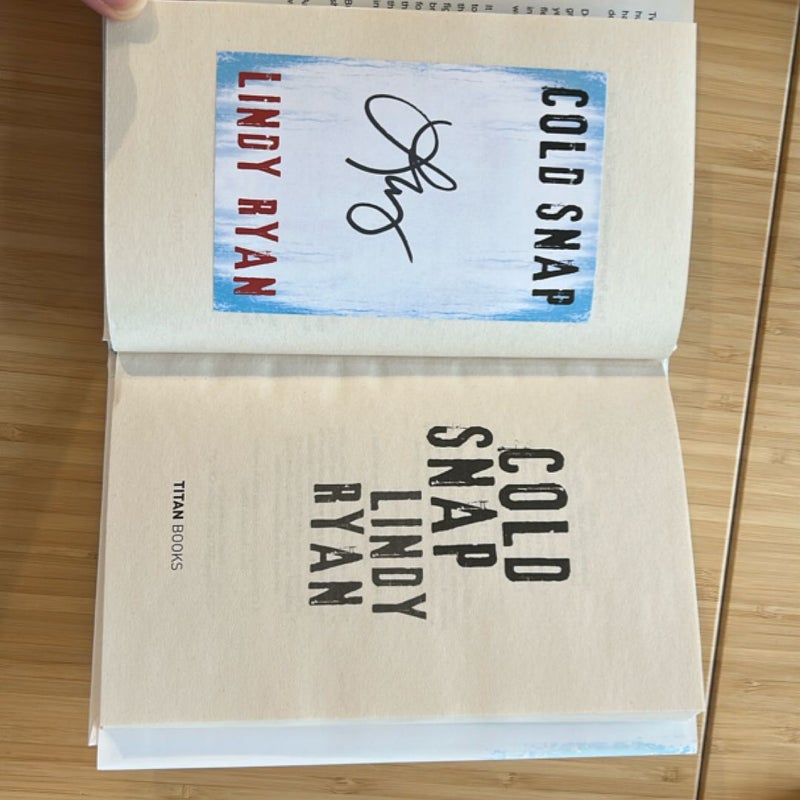 COLD SNAP
LINDY RYAN
COLD
SNAP
LINDY
RYAN
TITAN BOOKS